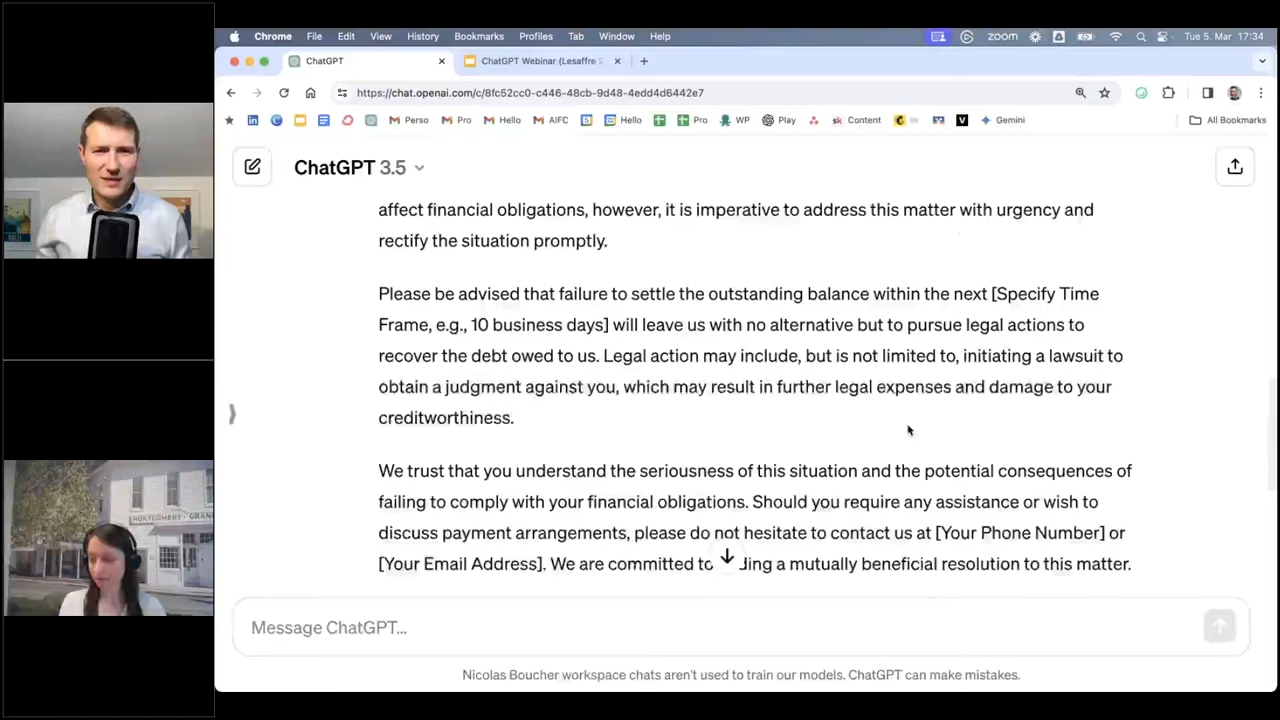 Chrome File Edit View History Bookmarks Profiles Tab Window Help zoom Tue 5. Mar 17:34
ChatGPT ChatGPT Webinar (Lesaffre
https://chat.openai.com/c/8fc52cc0-c446-48cb-9d48-4edd4d6442e7
Perso Pro Hello AIFC Hello Pro WP Play sk Content Gemini All Bookmarks
ChatGPT 3.5
affect financial obligations, however, it is imperative to address this matter with urgency and
rectify the situation promptly.
Please be advised that failure to settle the outstanding balance within the next [Specify Time
Frame, e.g., 10 business days] will leave us with no alternative but to pursue legal actions to
recover the debt owed to us. Legal action may include, but is not limited to, initiating a lawsuit to
obtain a judgment against you, which may result in further legal expenses and damage to your
creditworthiness.
We trust that you understand the seriousness of this situation and the potential consequences of
failing to comply with your financial obligations. Should you require any assistance or wish to
discuss payment arrangements, please do not hesitate to contact us at [Your Phone Number] or
[Your Email Address]. We are committed to ding a mutually beneficial resolution to this matter.
Message ChatGPT...
Nicolas Boucher workspace chats aren't used to train our models. ChatGPT can make mistakes.
MONTGOMERY